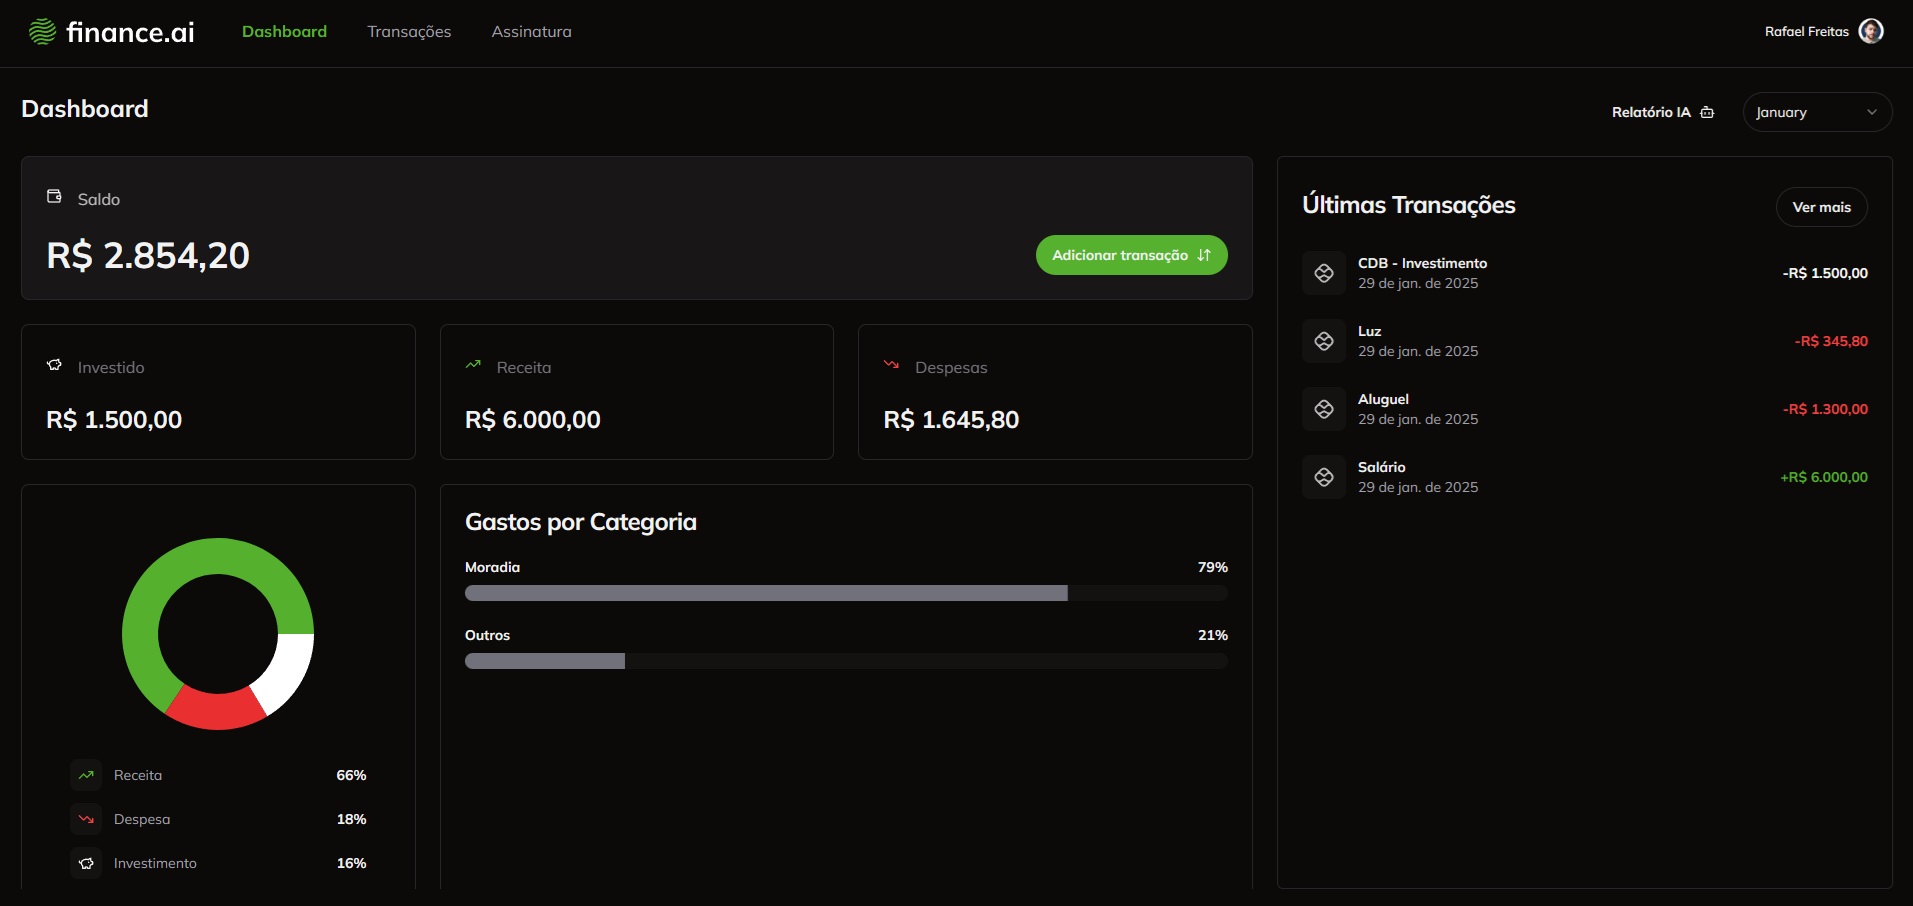 finance.ai
Dashboard
Transações
Assinatura
Rafael Freitas
Dashboard
Relatório IA
January
Saldo
R$ 2.854,20
Adicionar transação
Investido
R$ 1.500,00
Receita
R$ 6.000,00
Despesas
R$ 1.645,80
Receita 66%
Despesa 18%
Investimento 16%
Gastos por Categoria
Moradia 79%
Outros 21%
Últimas Transações
Ver mais
CDB - Investimento
29 de jan. de 2025
-R$ 1.500,00
Luz
29 de jan. de 2025
-R$ 345,80
Aluguel
29 de jan. de 2025
-R$ 1.300,00
Salário
29 de jan. de 2025
+R$ 6.000,00